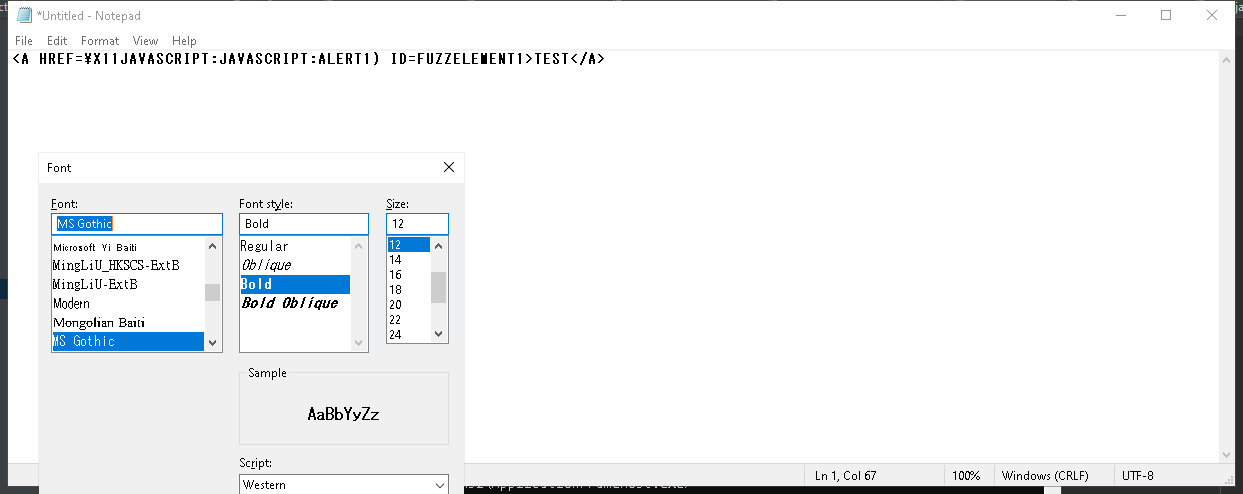 *Untitled - Notepad
File Edit Format View Help
<A HREF=¥X11JAVASCRIPT:JAVASCRIPT:ALERT1) ID=FUZZELEMENT1>TEST</A>
Font
Font: Font style: Size:
MS Gothic Bold 12
Microsoft Yi Baiti Regular 12
MingLiU_HKSCS-ExtB Oblique 14
MingLiU-ExtB Bold 16
Modern Bold Oblique 18
Mongolian Baiti 20
MS Gothic 22
24
Sample
AaBbYyZz
Script:
Western
Ln 1, Col 67 100% Windows (CRLF) UTF-8